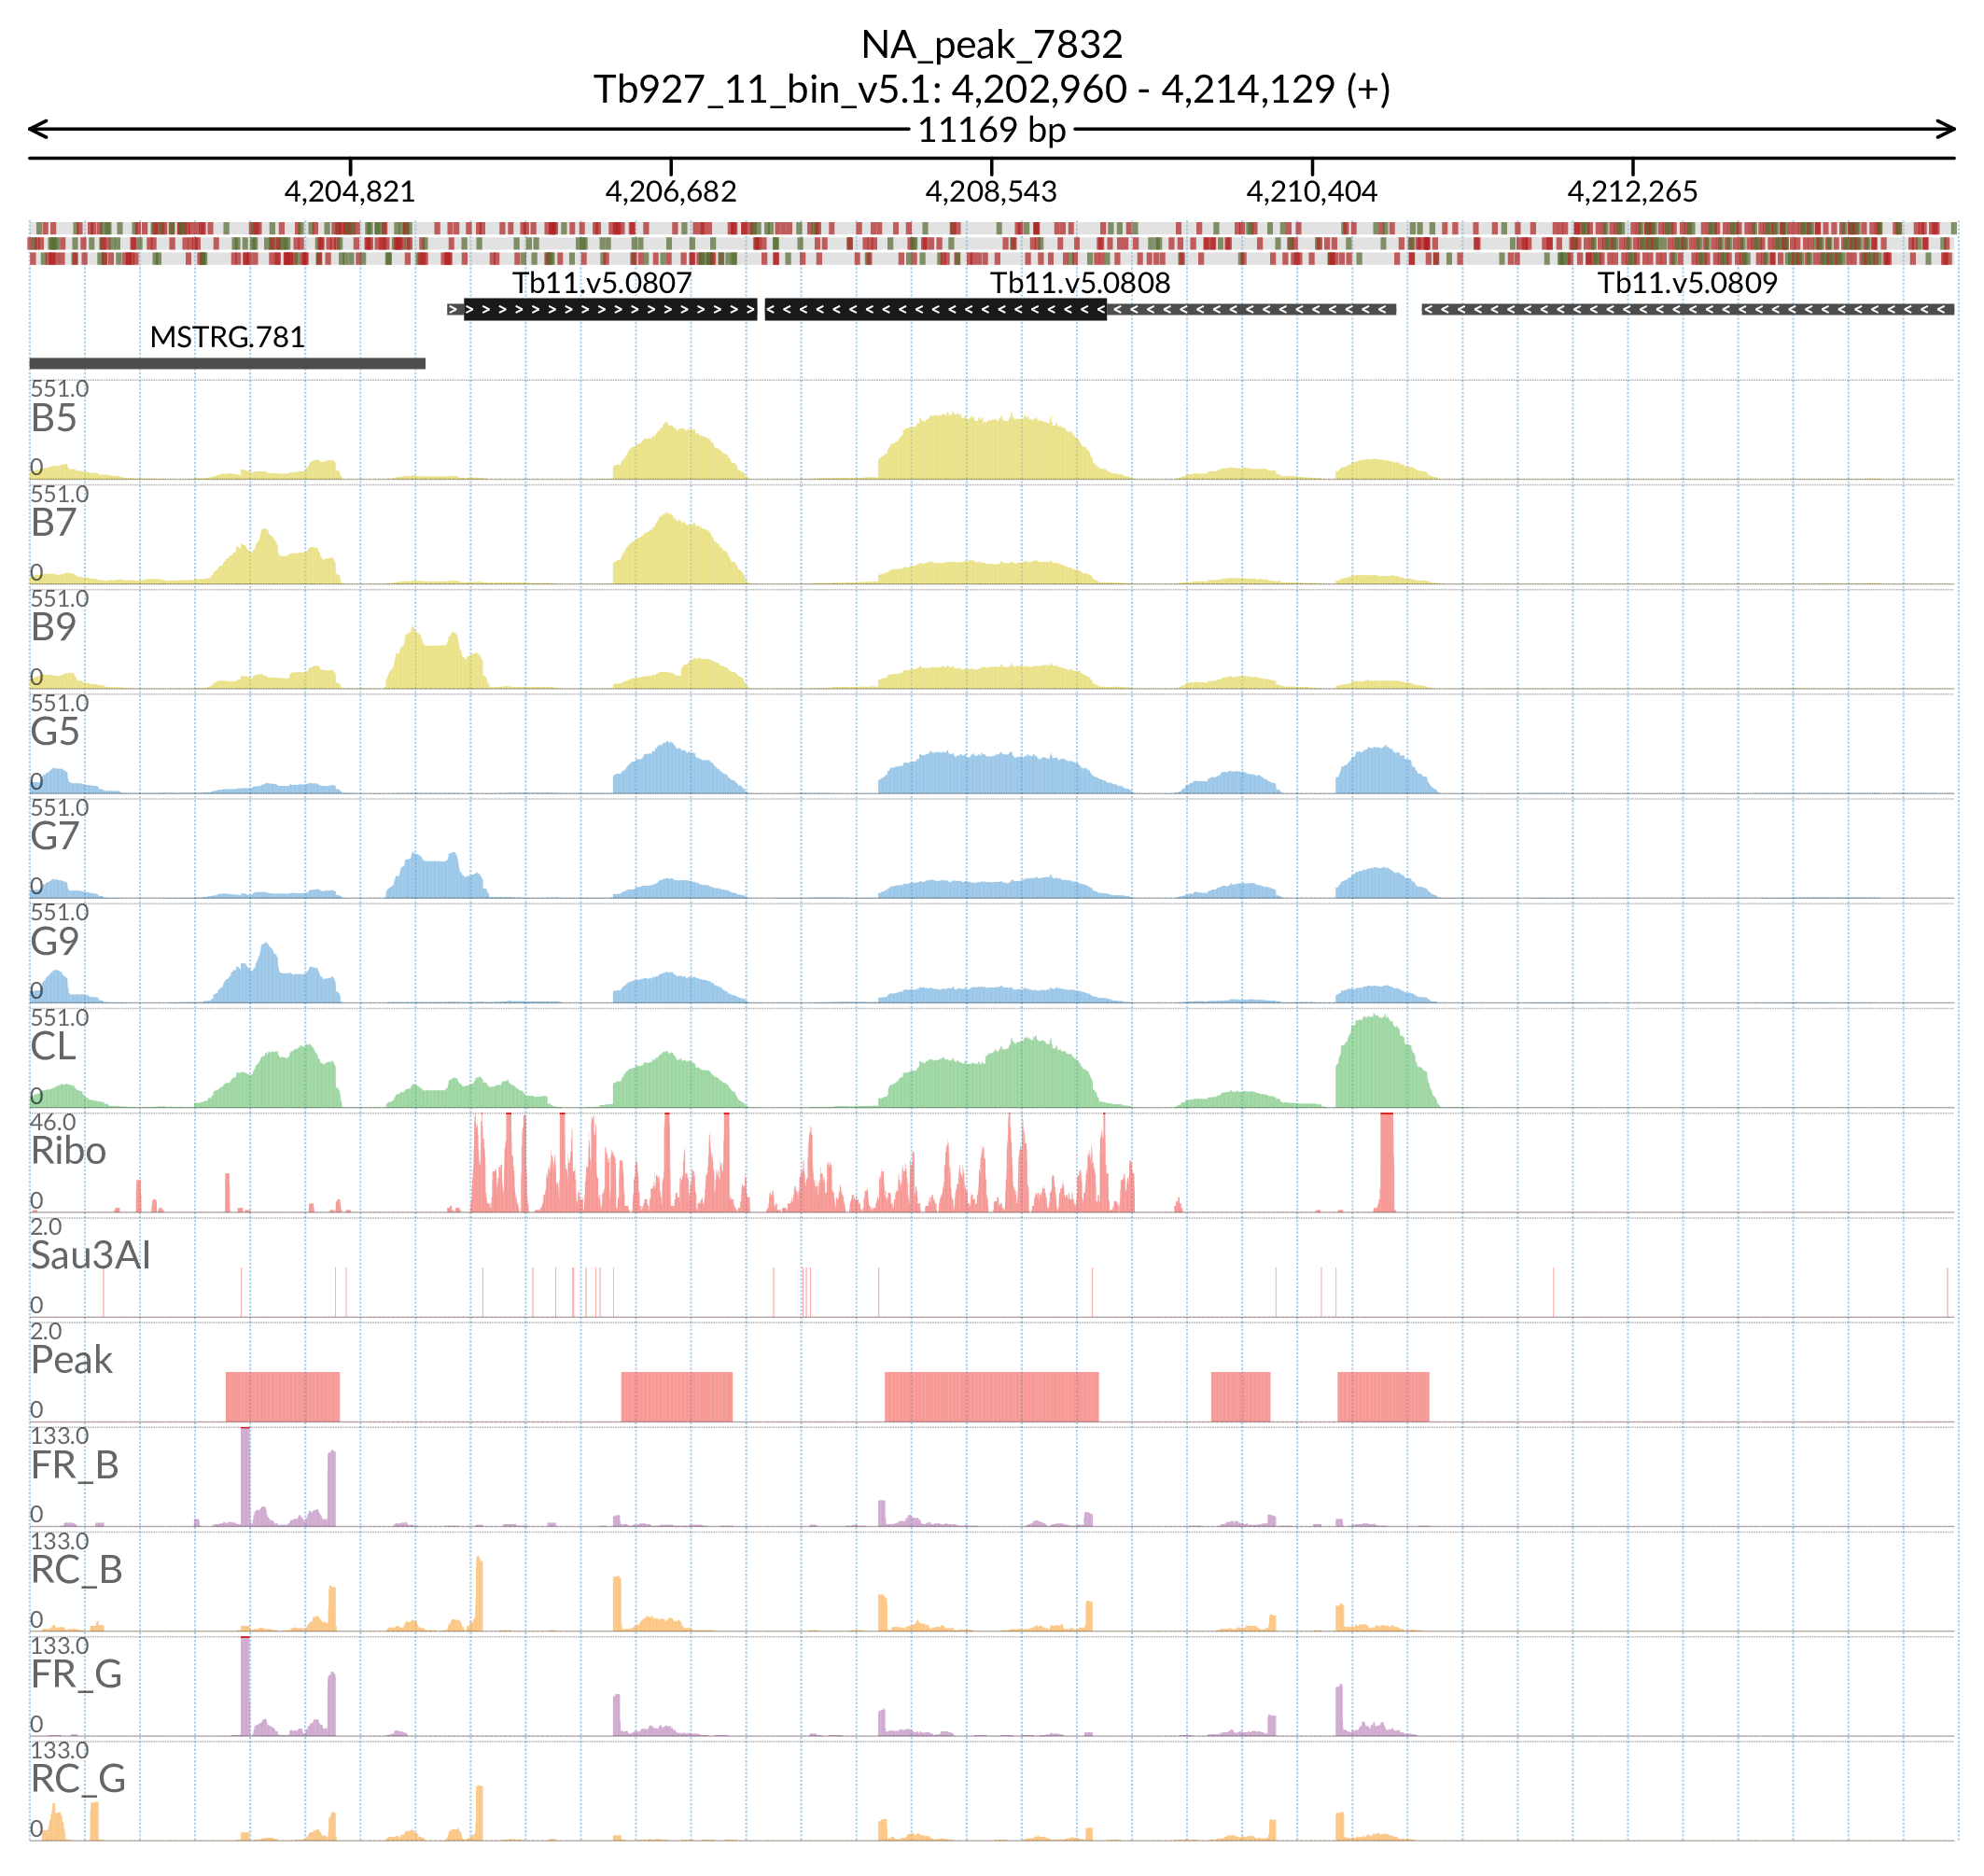 NA_peak_7832
Tb927_11_bin_v5.1: 4,202,960 - 4,214,129 (+)
11169 bp
4,204,821 4,206,682 4,208,543 4,210,404 4,212,265
Tb11.v5.0807 Tb11.v5.0808 Tb11.v5.0809
MSTRG.781
551.0
B5
0
551.0
B7
0
551.0
B9
0
551.0
G5
0
551.0
G7
0
551.0
G9
0
551.0
CL
0
46.0
Ribo
0
2.0
Sau3AI
0
2.0
Peak
0
133.0
FR_B
0
133.0
RC_B
0
133.0
FR_G
0
133.0
RC_G
0